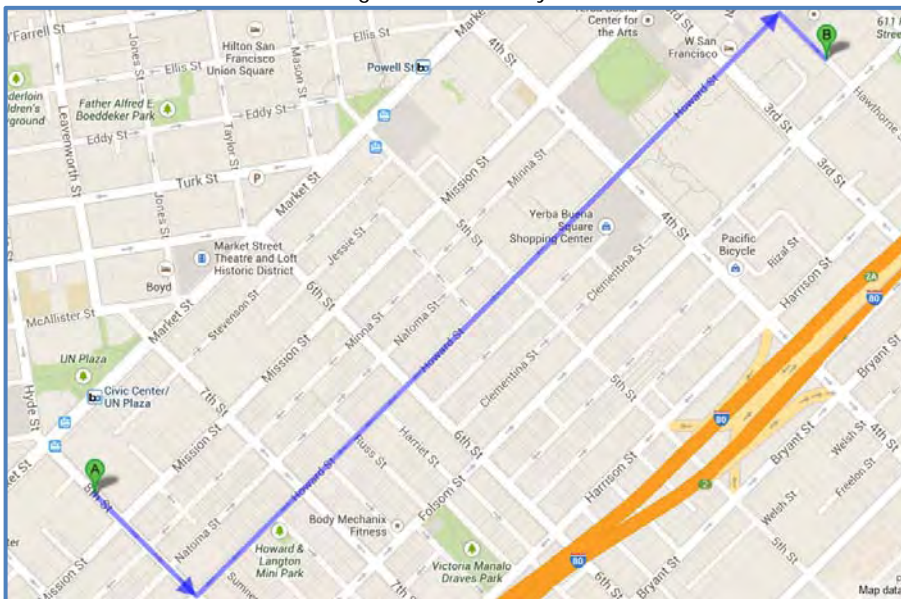 O'Farrell St
Jones St
Hilton San
Francisco
Union Square
Mason St
Ellis St
Ellis St
Market St
Powell St
4th St
Center for
the Arts
W San
Francisco
Howard St
B
611
Street
Hawthorne
3rd St
3rd St
Leavenworth St
Father Alfred E.
Boeddeker Park
Eddy St
Eddy St
Taylor St
Jones St
Turk St
P
Market St
Mission St
Minna St
5th St
Yerba Buena
Square
Shopping Center
4th St
Pacific
Bicycle
Rizal St
Harrison St
2A
80
Market Street
Theatre and Loft
Historic District
Jessie St
Boyd
McAllister St
Market St
Stevenson St
6th St
Mission St
Minna St
Natoma St
Howard St
Clementina St
Clementina St
5th St
Bryant St
UN Plaza
Civic Center/
UN Plaza
Hyde St
7th St
Mission St
Russ St
Harriet St
6th St
80
Harrison St
2
Bryant St
Welsh St
4th St
Freelon St
Welsh St
5th St
A
8th St
Natoma St
Howard St
Folsom St
Body Mechanix
Fitness
Howard &
Langton
Mini Park
Victoria Manalo
Draves Park
7th St
80
6th St
Bryant St
Mission St
Map data